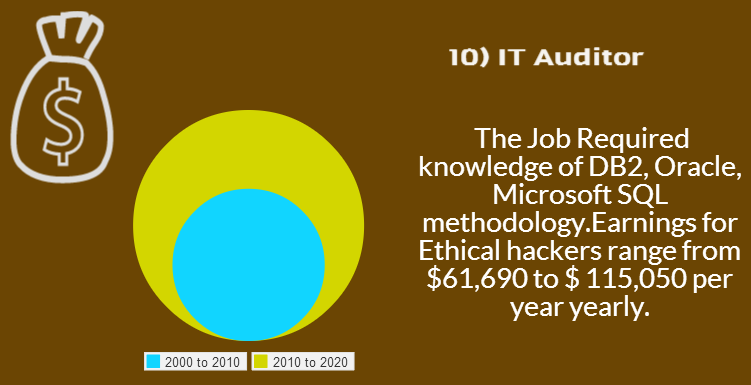 10) IT Auditor
The Job Required
knowledge of DB2, Oracle,
Microsoft SQL
methodology.Earnings for
Ethical hackers range from
$61,690 to $ 115,050 per
year yearly.
$
2000 to 2010 2010 to 2020